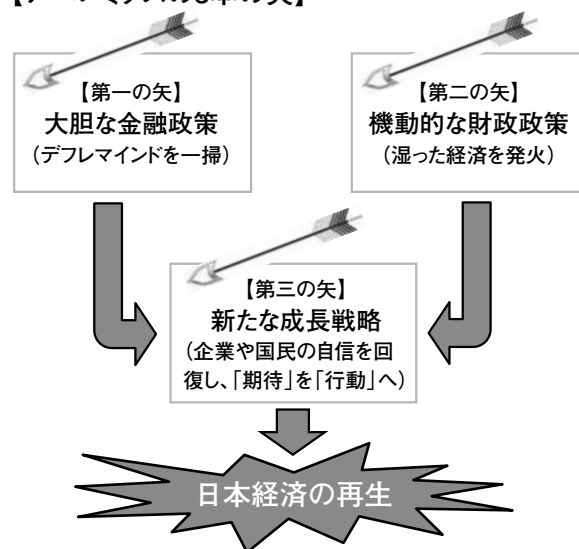 【第一の矢】
大胆な金融政策
（デフレマインドを一掃）
【第二の矢】
機動的な財政政策
（湿った経済を発火）
【第三の矢】
新たな成長戦略
（企業や国民の自信を回
復し、「期待」を「行動」へ）
日本経済の再生